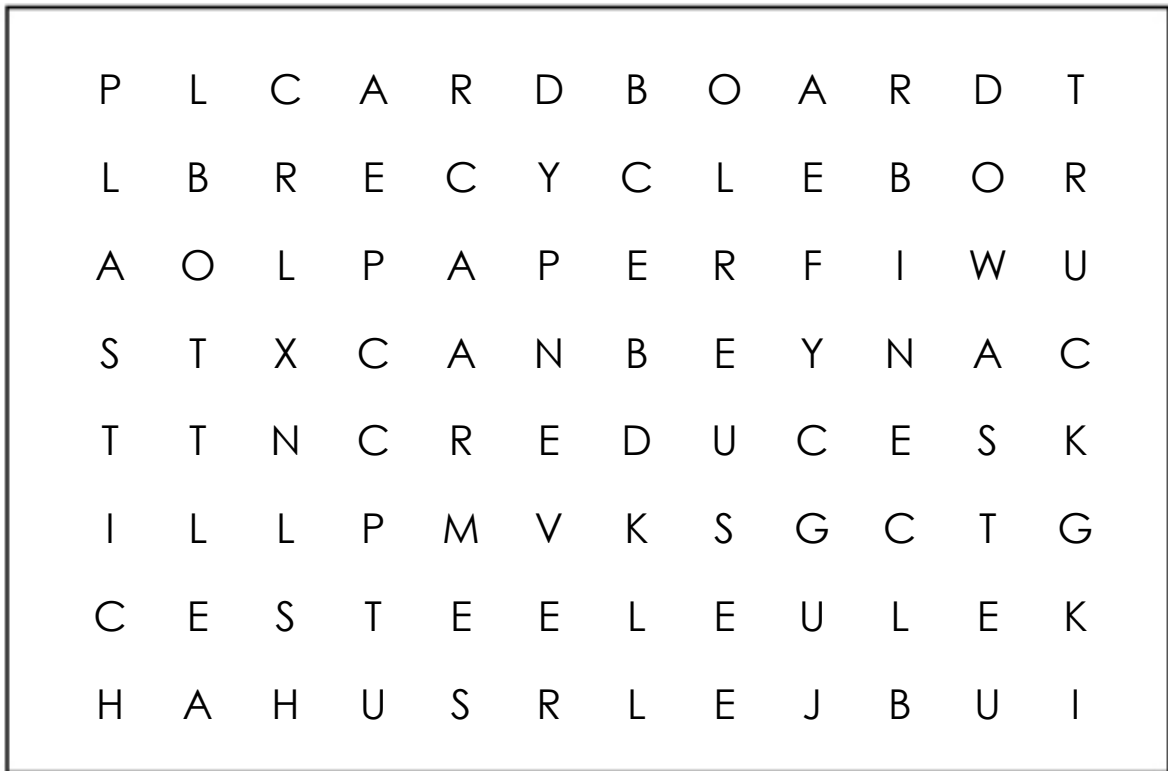 P L C A R D B O A R D T
L B R E C Y C L E B O R
A O L P A P E R F I W U
S T X C A N B E Y N A C
T T N C R E D U C E S K
I L L P M V K S G C T G
C E S T E E L E U L E K
H A H U S R L E J B U I